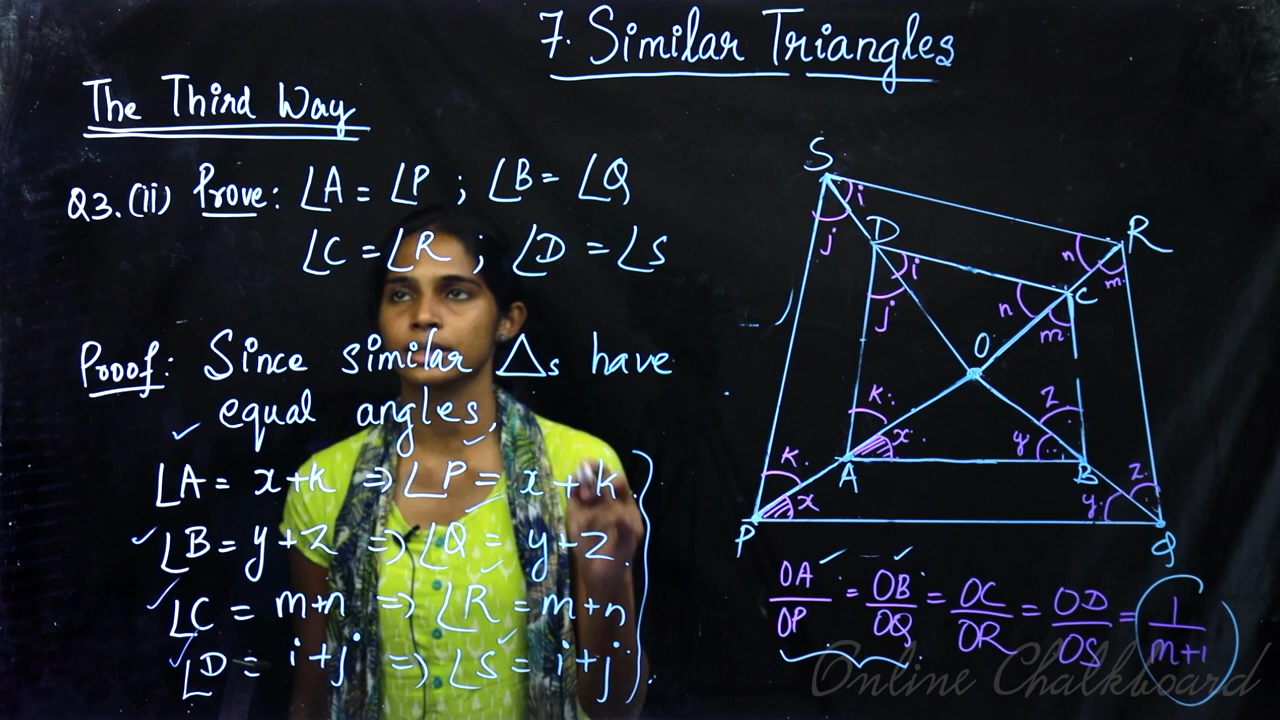 7. Similar Triangles
The Third Way
Q3.(ii) Prove: ∠A = ∠P ; ∠B = ∠Q
∠C = ∠R ; ∠D = ∠S
Proof: Since similar △s have
equal angles,
∠A = x+k ⇒ ∠P = x+k
∠B = y+z ⇒ ∠Q = y+z
∠C = m+n ⇒ ∠R = m+n
∠D = i+j ⇒ ∠S = i+j
S
i
j
D
i
j
R
n
m
C
n
m
O
k
x
A
z
y
B
k
x
P
z
y
Q
OA/OP = OB/OQ = OC/OR = OD/OS = 1/m+1
Online Chalkboard